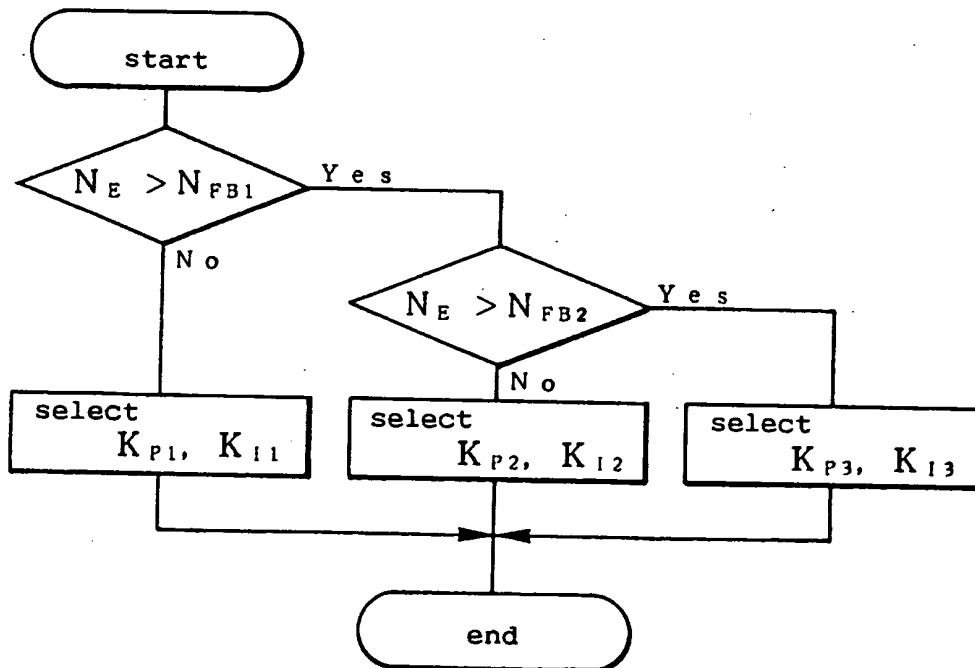 start
N_E > N_FB1
Yes
No
N_E > N_FB2
Yes
No
select
K_P1, K_I1
select
K_P2, K_I2
select
K_P3, K_I3
end